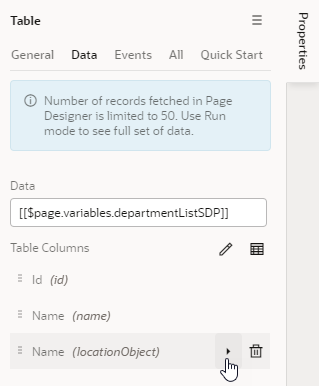 Table
Properties
General Data Events All Quick Start
Number of records fetched in Page
Designer is limited to 50. Use Run
mode to see full set of data.
Data
[[$page.variables.departmentListSDP]]
Table Columns
Id (id)
Name (name)
Name (locationObject)